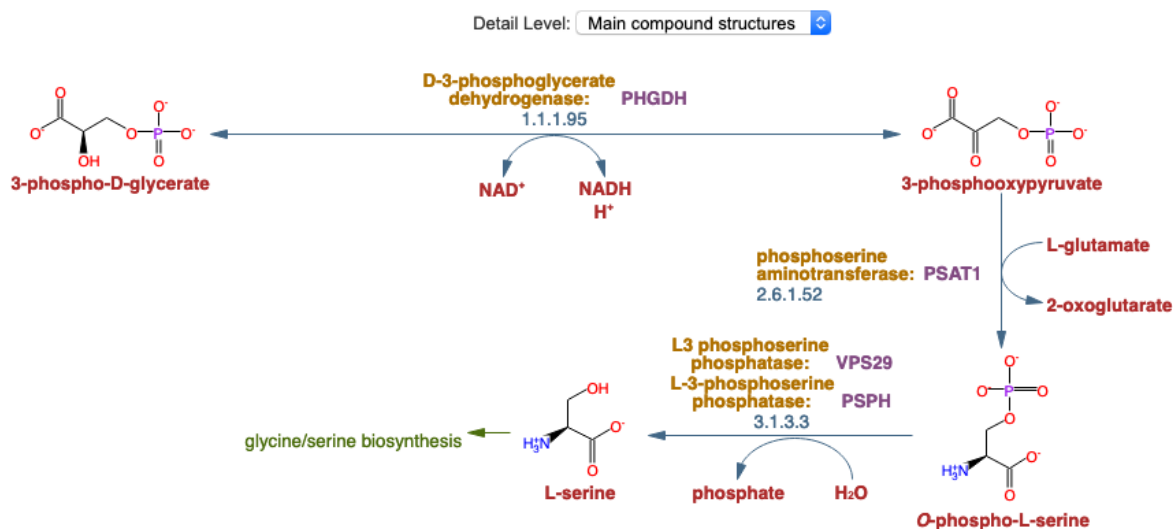 Detail Level: Main compound structures
D-3-phosphoglycerate
dehydrogenase: PHGDH
1.1.1.95
O
O⁻
O⁻
O
P
O⁻
OH
O
3-phospho-D-glycerate
NAD⁺
NADH
H⁺
O
O⁻
O⁻
O
P
O⁻
O
O
3-phosphooxypyruvate
L-glutamate
phosphoserine
aminotransferase: PSAT1
2.6.1.52
2-oxoglutarate
L3 phosphoserine
phosphatase: VPS29
L-3-phosphoserine
phosphatase: PSPH
3.1.3.3
O⁻
O⁻
P
O
O
O⁻
H₃⁺N
O
O-phospho-L-serine
H₂O
phosphate
OH
O⁻
H₃⁺N
O
L-serine
glycine/serine biosynthesis